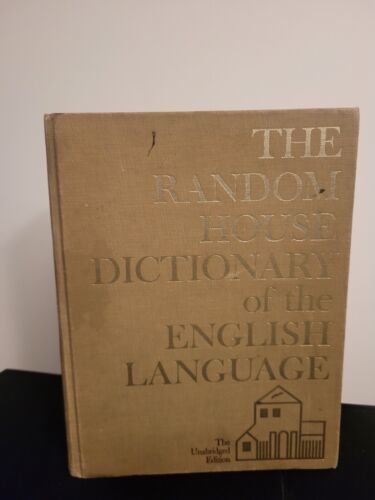 THE
RANDOM
HOUSE
DICTIONARY
of the
ENGLISH
LANGUAGE
The
Unabridged
Edition